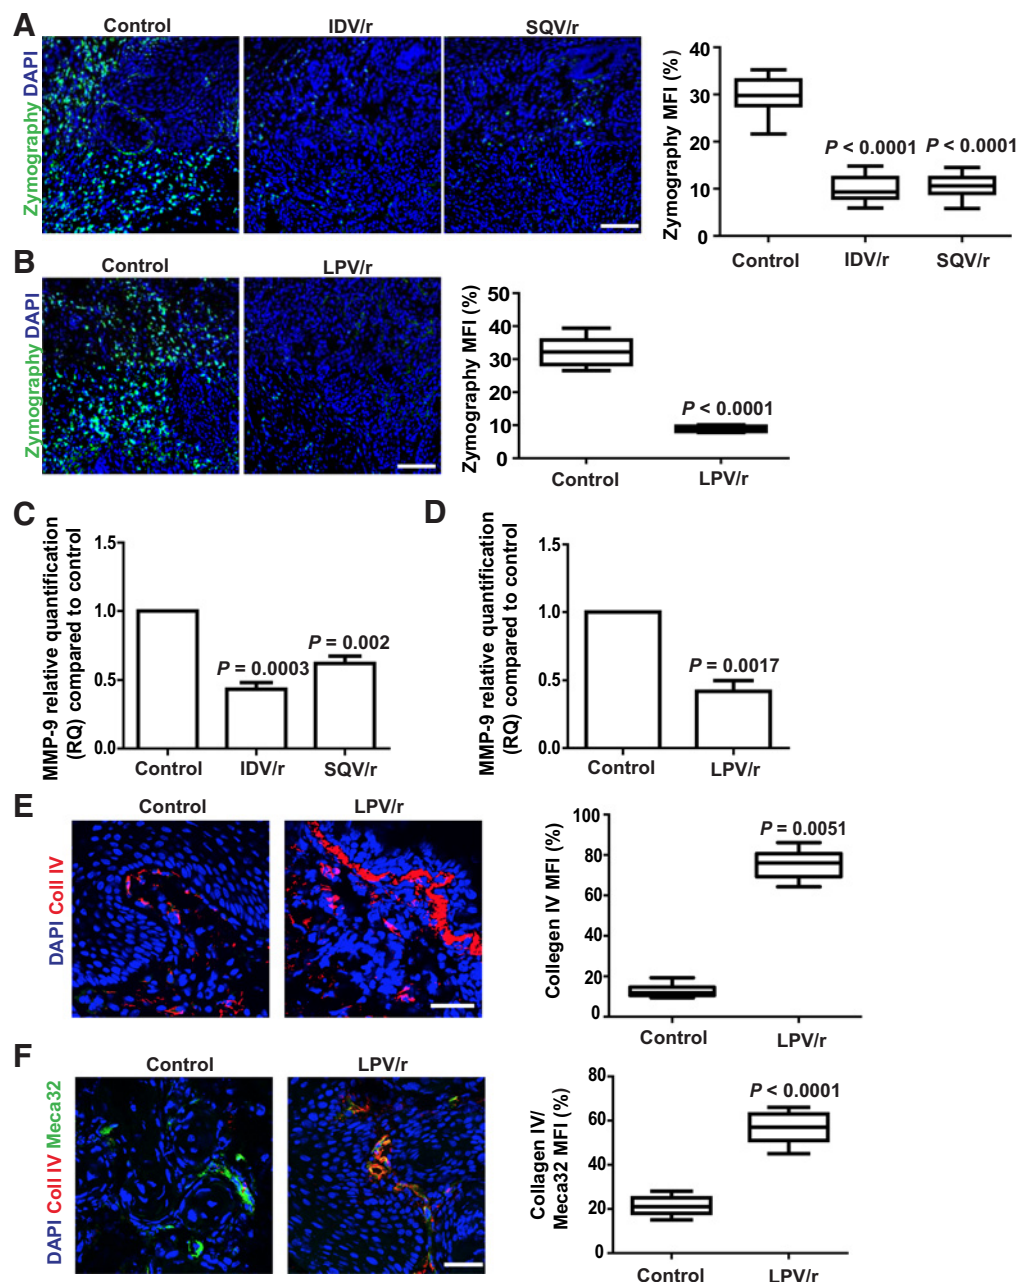 A
Control
IDV/r
SQV/r
Zymography DAPI
Zymography MFI (%)
40
30
20
10
0
P < 0.0001
P < 0.0001
Control
IDV/r
SQV/r
B
Control
LPV/r
Zymography DAPI
Zymography MFI (%)
50
40
30
20
10
0
P < 0.0001
Control
LPV/r
C
MMP-9 relative quantification
(RQ) compared to control
1.5
1.0
0.5
0.0
P = 0.0003
P = 0.002
Control
IDV/r
SQV/r
D
MMP-9 relative quantification
(RQ) compared to control
1.5
1.0
0.5
0.0
P = 0.0017
Control
LPV/r
E
Control
LPV/r
DAPI Coll IV
Collegen IV MFI (%)
100
80
60
40
20
0
P = 0.0051
Control
LPV/r
F
Control
LPV/r
DAPI Coll IV Meca32
Collagen IV/
Meca32 MFI (%)
80
60
40
20
0
P < 0.0001
Control
LPV/r